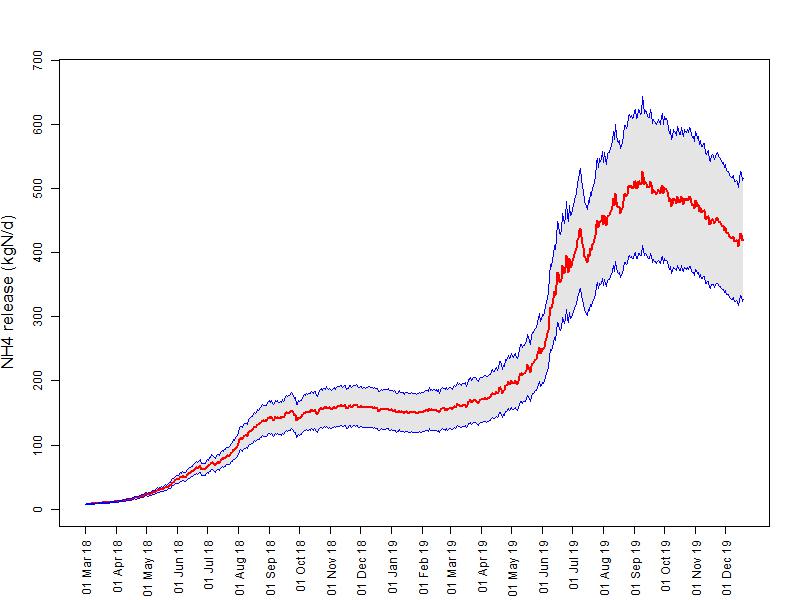 NH4 release (kgN/d)
700
600
500
400
300
200
100
0
01 Mar 18
01 Apr 18
01 May 18
01 Jun 18
01 Jul 18
01 Aug 18
01 Sep 18
01 Oct 18
01 Nov 18
01 Dec 18
01 Jan 19
01 Feb 19
01 Mar 19
01 Apr 19
01 May 19
01 Jun 19
01 Jul 19
01 Aug 19
01 Sep 19
01 Oct 19
01 Nov 19
01 Dec 19